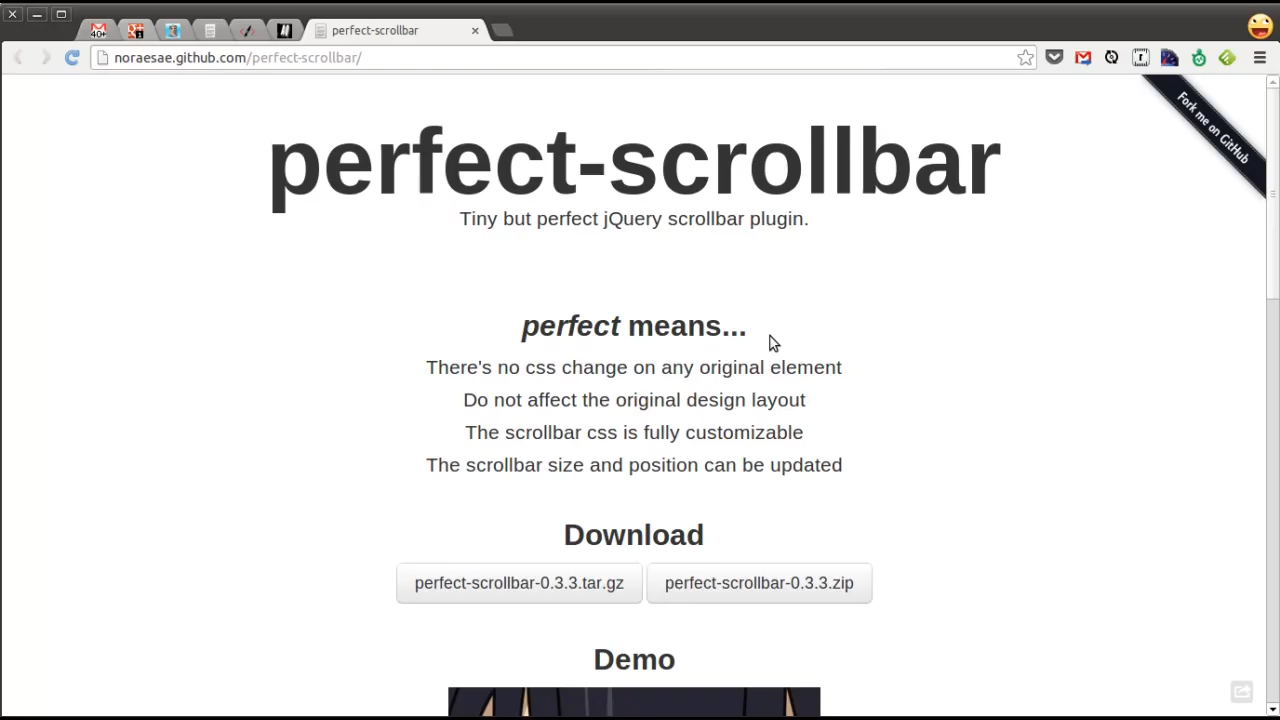 40+
perfect-scrollbar
noraesae.github.com/perfect-scrollbar/
Fork me on GitHub
perfect-scrollbar
Tiny but perfect jQuery scrollbar plugin.
perfect means...
There's no css change on any original element
Do not affect the original design layout
The scrollbar css is fully customizable
The scrollbar size and position can be updated
Download
perfect-scrollbar-0.3.3.tar.gz perfect-scrollbar-0.3.3.zip
Demo